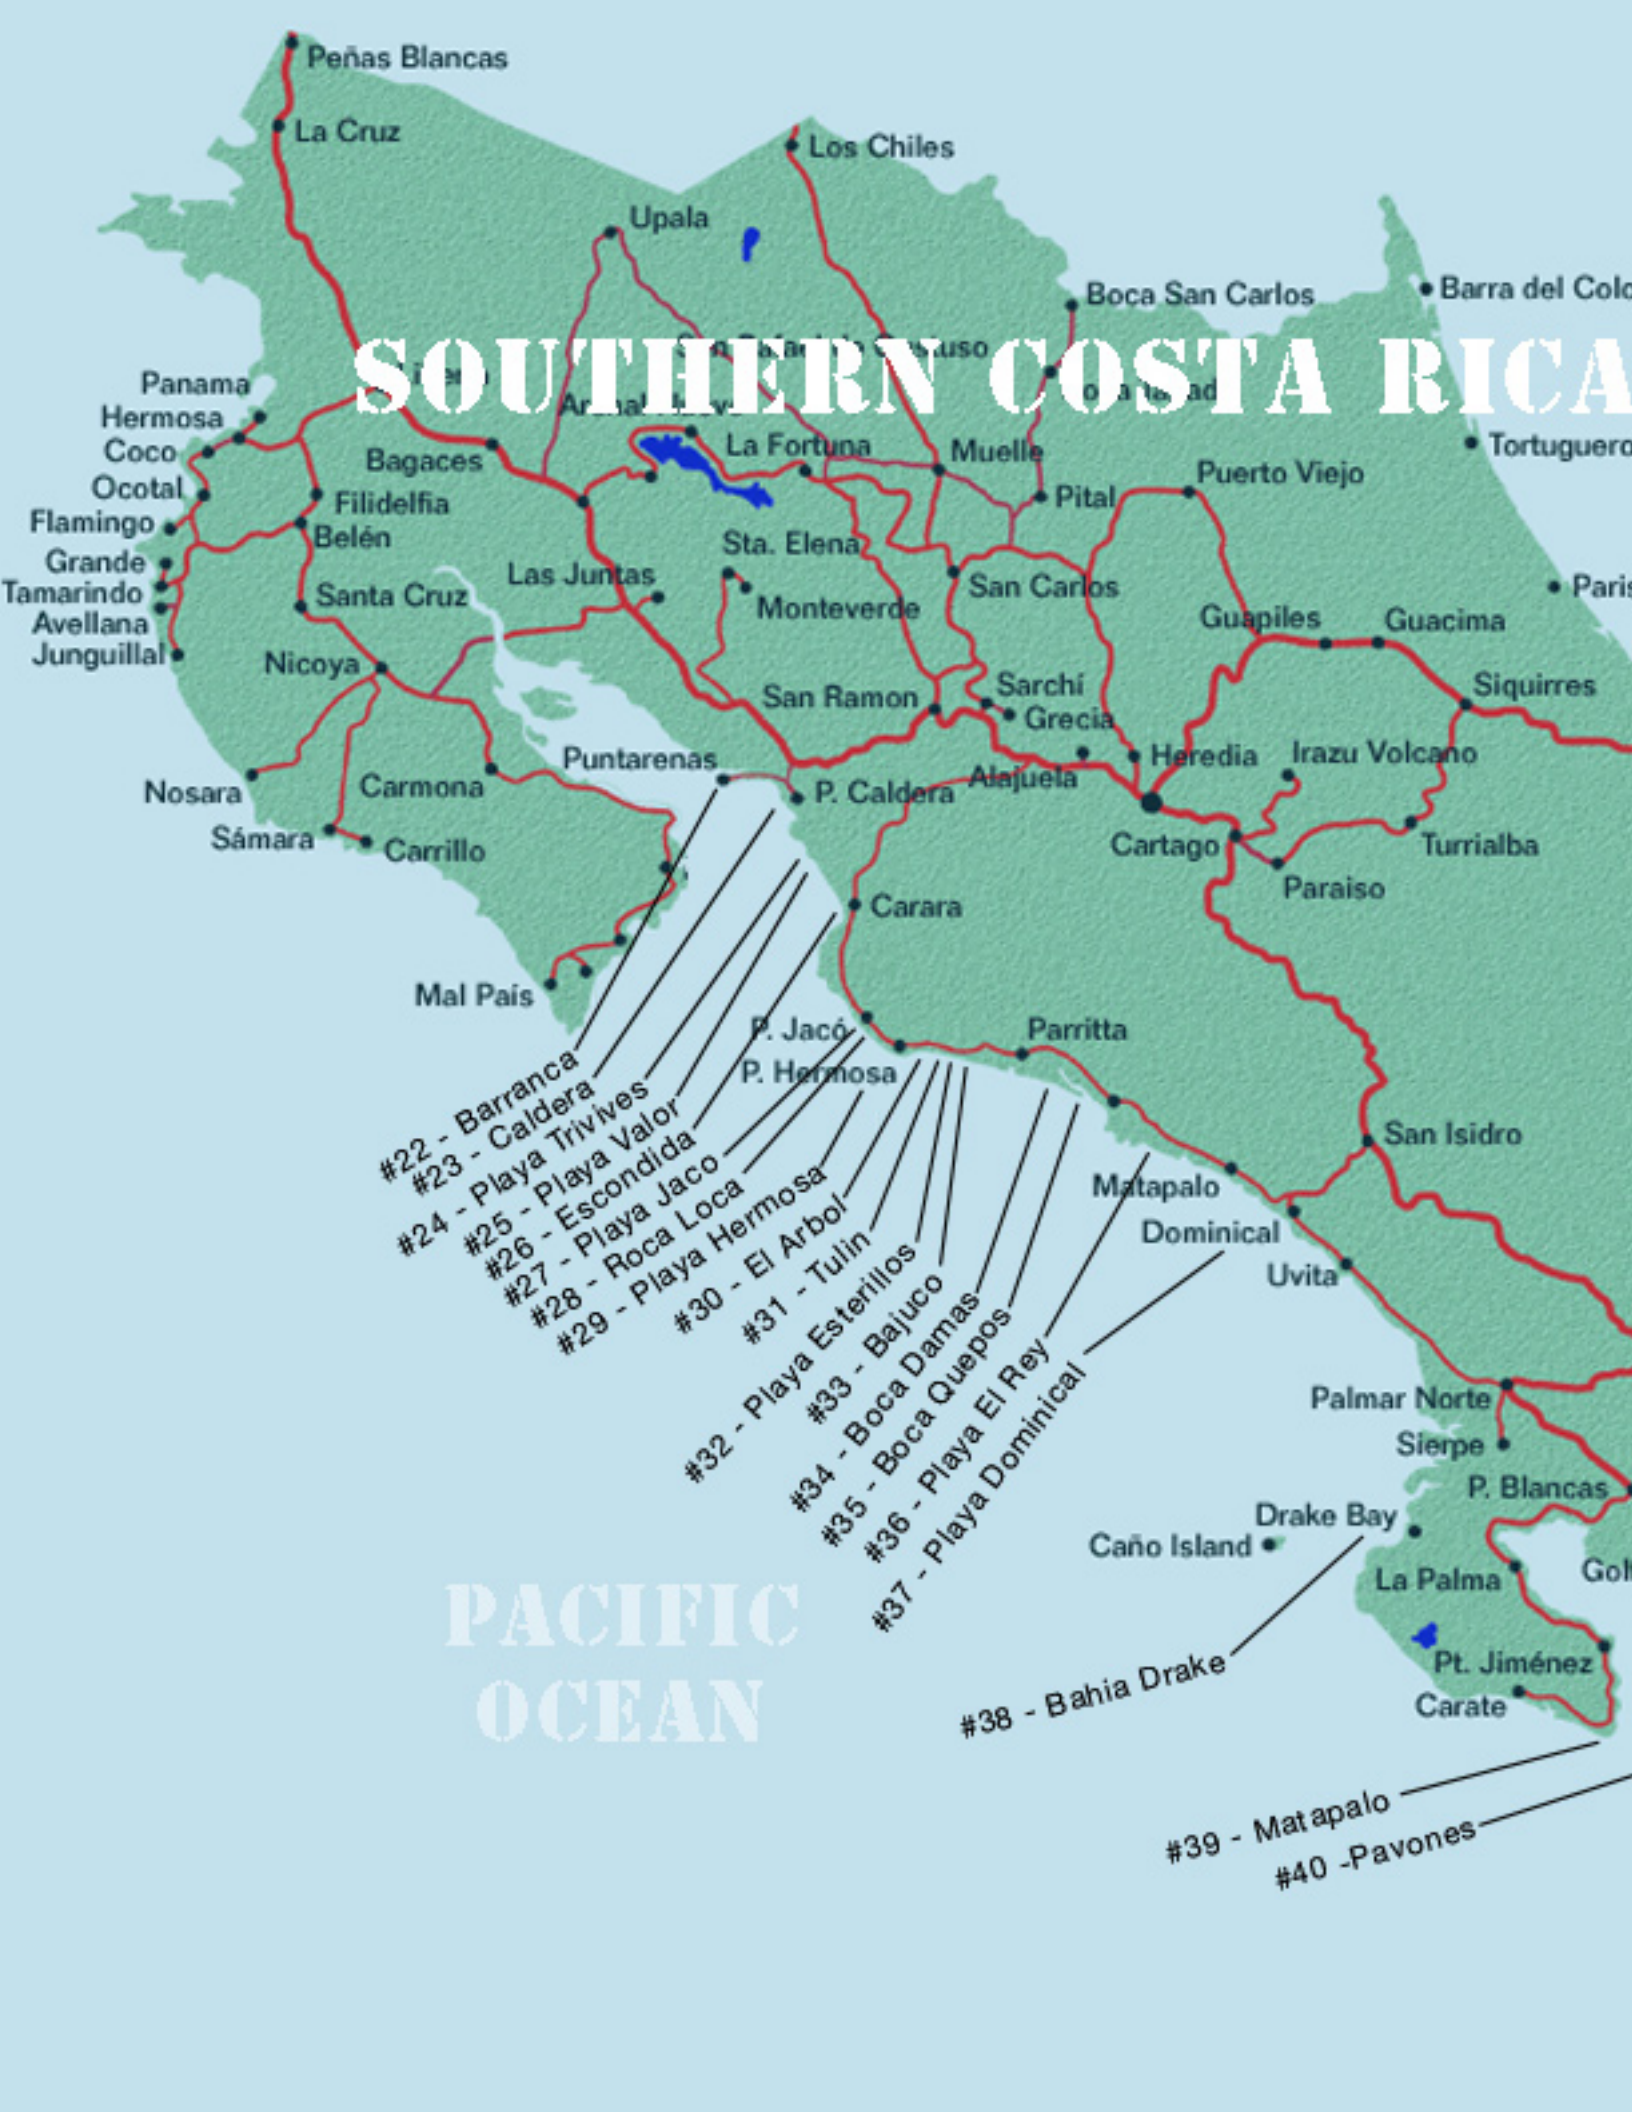 Peñas Blancas
La Cruz
Los Chiles
Upala
Boca San Carlos
Barra del Colo
SOUTHERN COSTA RICA
Panama
Hermosa
Coco
Ocotal
Flamingo
Grande
Tamarindo
Avellana
Junguillal
Bagaces
La Fortuna
Muelle
Tortuguero
Puerto Viejo
Pital
Filidelfia
Belén
Sta. Elena
Las Juntas
San Carlos
Santa Cruz
Monteverde
Paris
Guapiles
Guacima
Nicoya
San Ramon
Sarchí
Grecia
Siquirres
Puntarenas
Heredia
Irazu Volcano
Alajuela
Nosara
Carmona
P. Caldera
Sámara
Carrillo
Cartago
Turrialba
Paraiso
Carara
Mal País
P. Jacó
Parritta
P. Hermosa
San Isidro
Matapalo
Dominical
Uvita
#22 - Barranca
#23 - Caldera
#24 - Playa Trivives
#25 - Playa Valor
#26 - Escondida
#27 - Playa Jaco
#28 - Roca Loca
#29 - Playa Hermosa
#30 - El Arbol
#31 - Tulin
#32 - Playa Esterillos
#33 - Bajuco
#34 - Boca Damas
#35 - Boca Quepos
#36 - Playa El Rey
#37 - Playa Dominical
Palmar Norte
Sierpe
P. Blancas
Drake Bay
Caño Island
La Palma
Golf
Pt. Jiménez
Carate
PACIFIC
OCEAN
#38 - Bahia Drake
#39 - Matapalo
#40 -Pavones